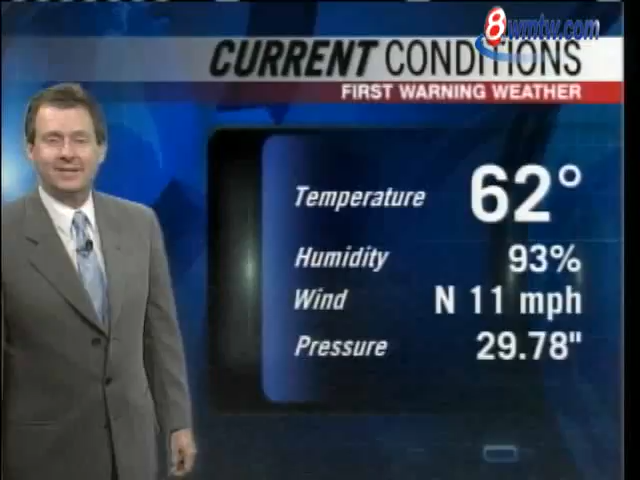 8 wmtw.com
CURRENT CONDITIONS
FIRST WARNING WEATHER
Temperature 62°
Humidity 93%
Wind N 11 mph
Pressure 29.78"